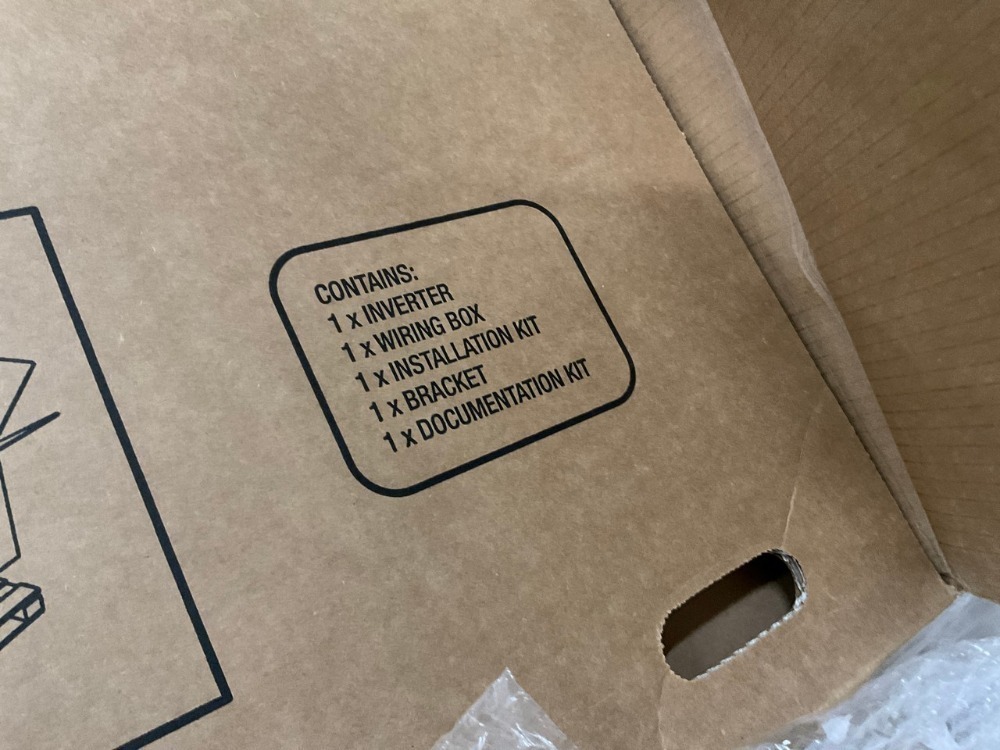 CONTAINS:
1 x INVERTER
1 x WIRING BOX
1 x INSTALLATION KIT
1 x BRACKET
1 x DOCUMENTATION KIT